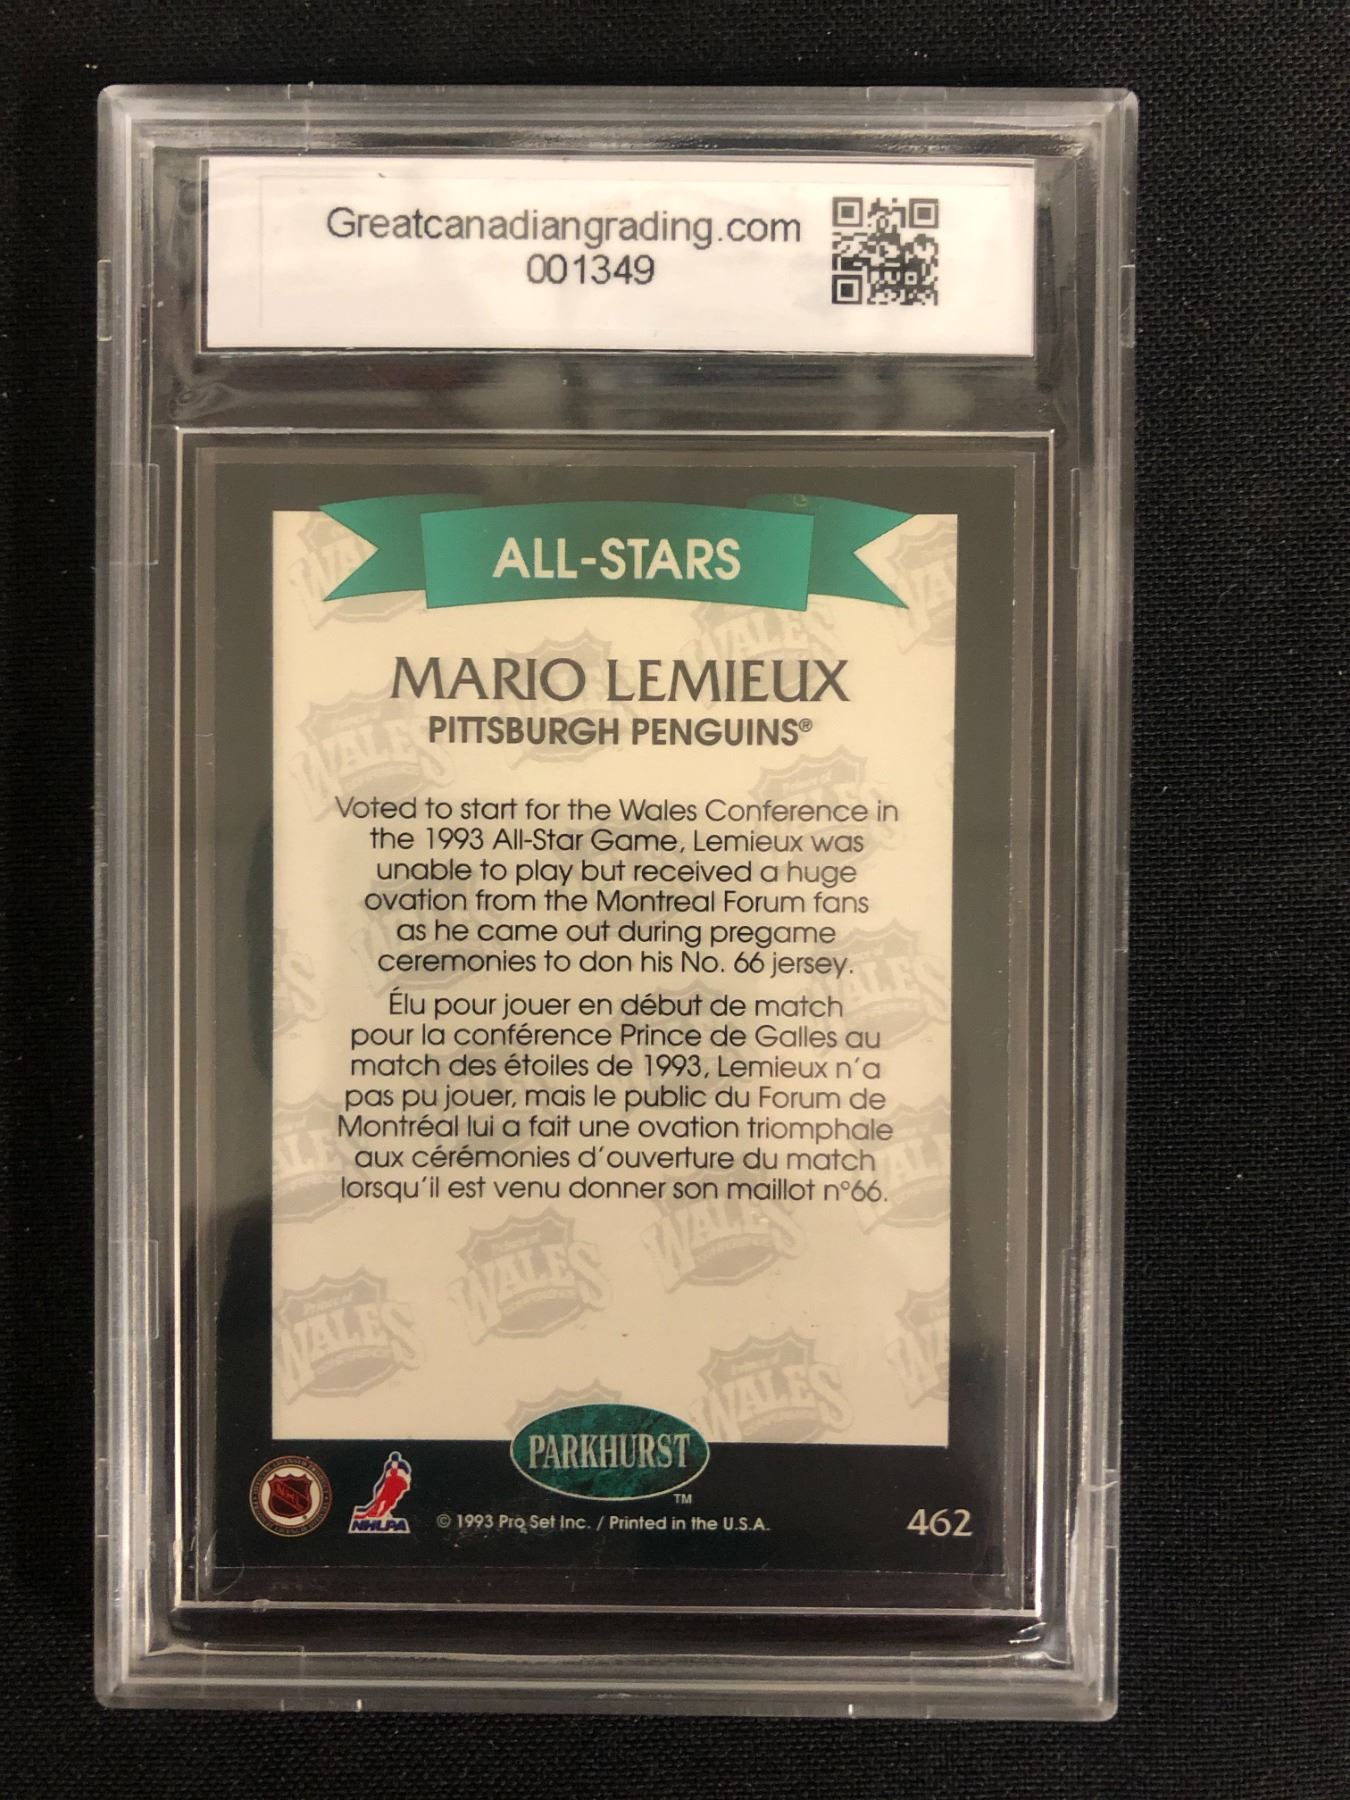 Greatcanadiangrading.com
001349
ALL-STARS
MARIO LEMIEUX
PITTSBURGH PENGUINS®
Voted to start for the Wales Conference in
the 1993 All-Star Game, Lemieux was
unable to play but received a huge
ovation from the Montreal Forum fans
as he came out during pregame
ceremonies to don his No. 66 jersey.
Élu pour jouer en début de match
pour la conférence Prince de Galles au
match des étoiles de 1993, Lemieux n'a
pas pu jouer, mais le public du Forum de
Montréal lui a fait une ovation triomphale
aux cérémonies d'ouverture du match
lorsqu'il est venu donner son maillot n°66.
PARKHURST
TM
NHL
NHLPA
© 1993 Pro Set Inc. / Printed in the U.S.A.
462